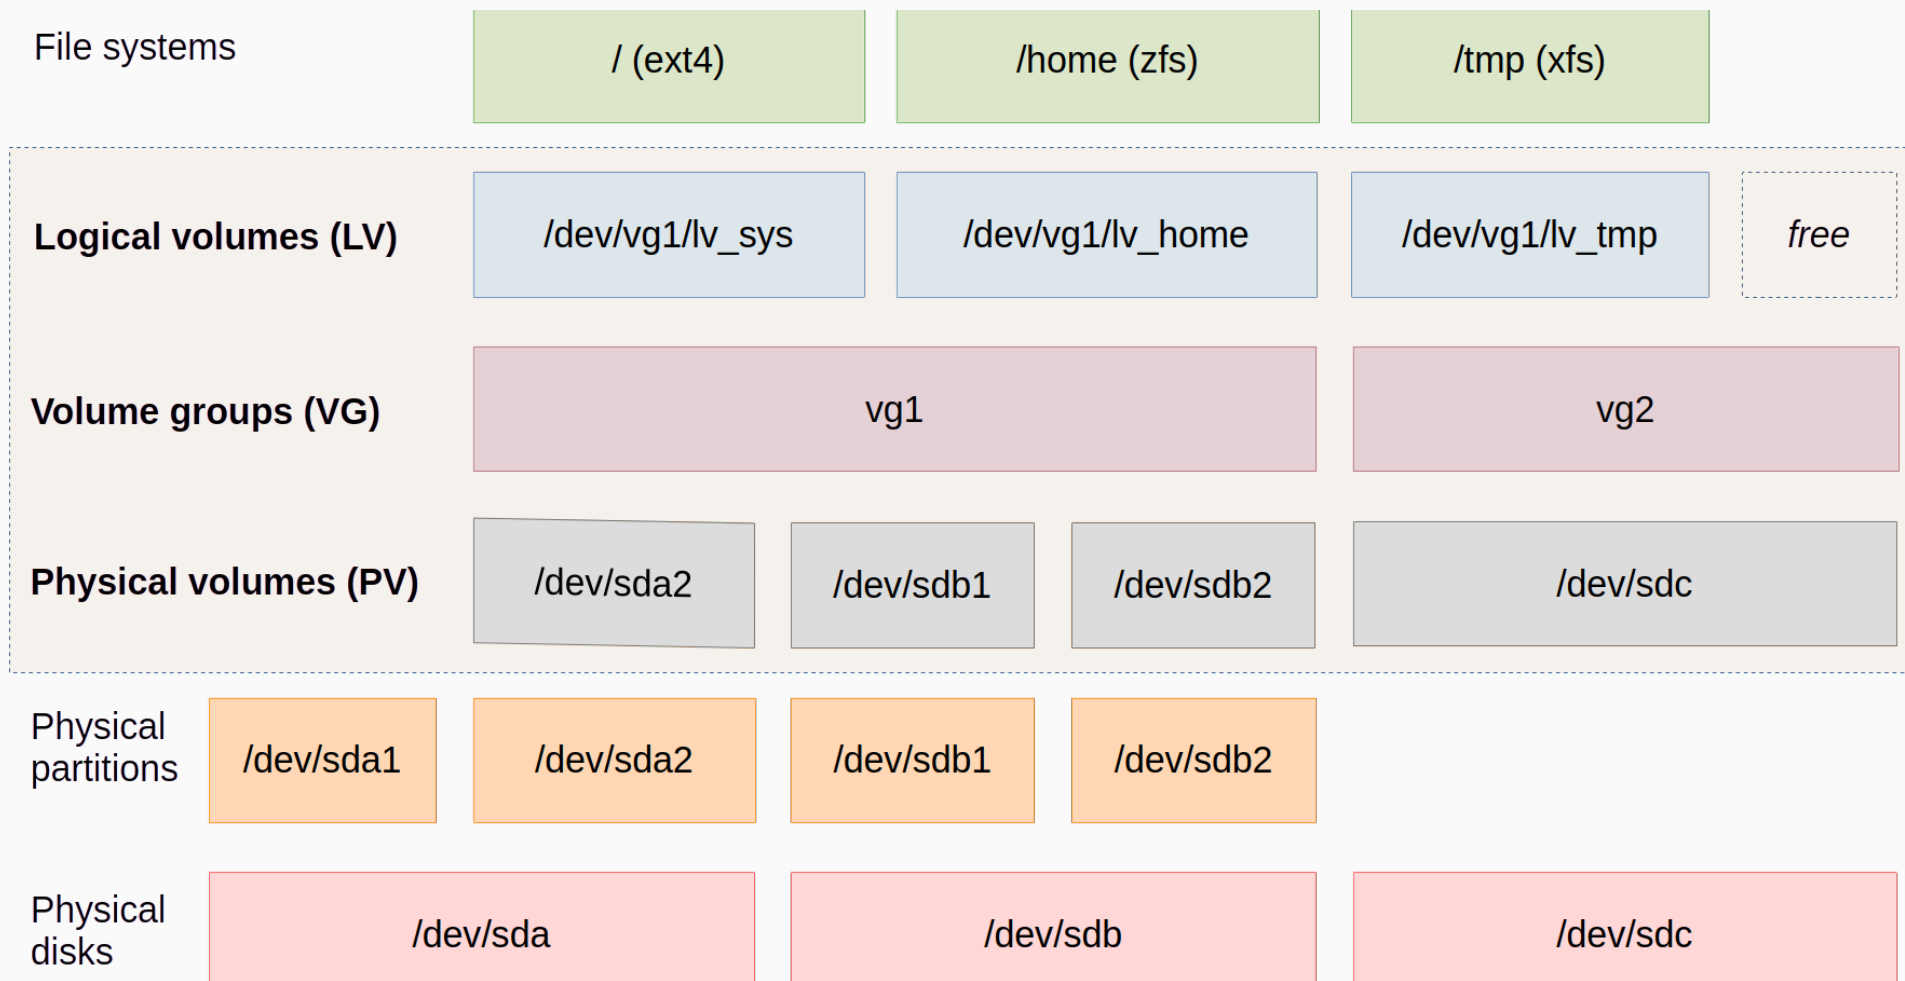 File systems
/ (ext4)
/home (zfs)
/tmp (xfs)
Logical volumes (LV)
/dev/vg1/lv_sys
/dev/vg1/lv_home
/dev/vg1/lv_tmp
free
Volume groups (VG)
vg1
vg2
Physical volumes (PV)
/dev/sda2
/dev/sdb1
/dev/sdb2
/dev/sdc
Physical
partitions
/dev/sda1
/dev/sda2
/dev/sdb1
/dev/sdb2
Physical
disks
/dev/sda
/dev/sdb
/dev/sdc